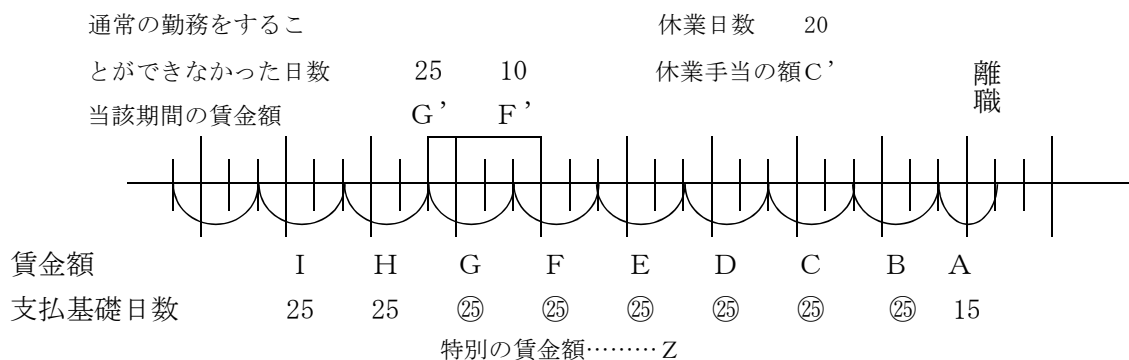 通常の勤務をするこ 休業日数 20
とができなかった日数 25 10 休業手当の額C’ 離職
当該期間の賃金額 G’ F’
賃金額 I H G F E D C B A
支払基礎日数 25 25 ㉕ ㉕ ㉕ ㉕ ㉕ ㉕ 15
特別の賃金額………Z